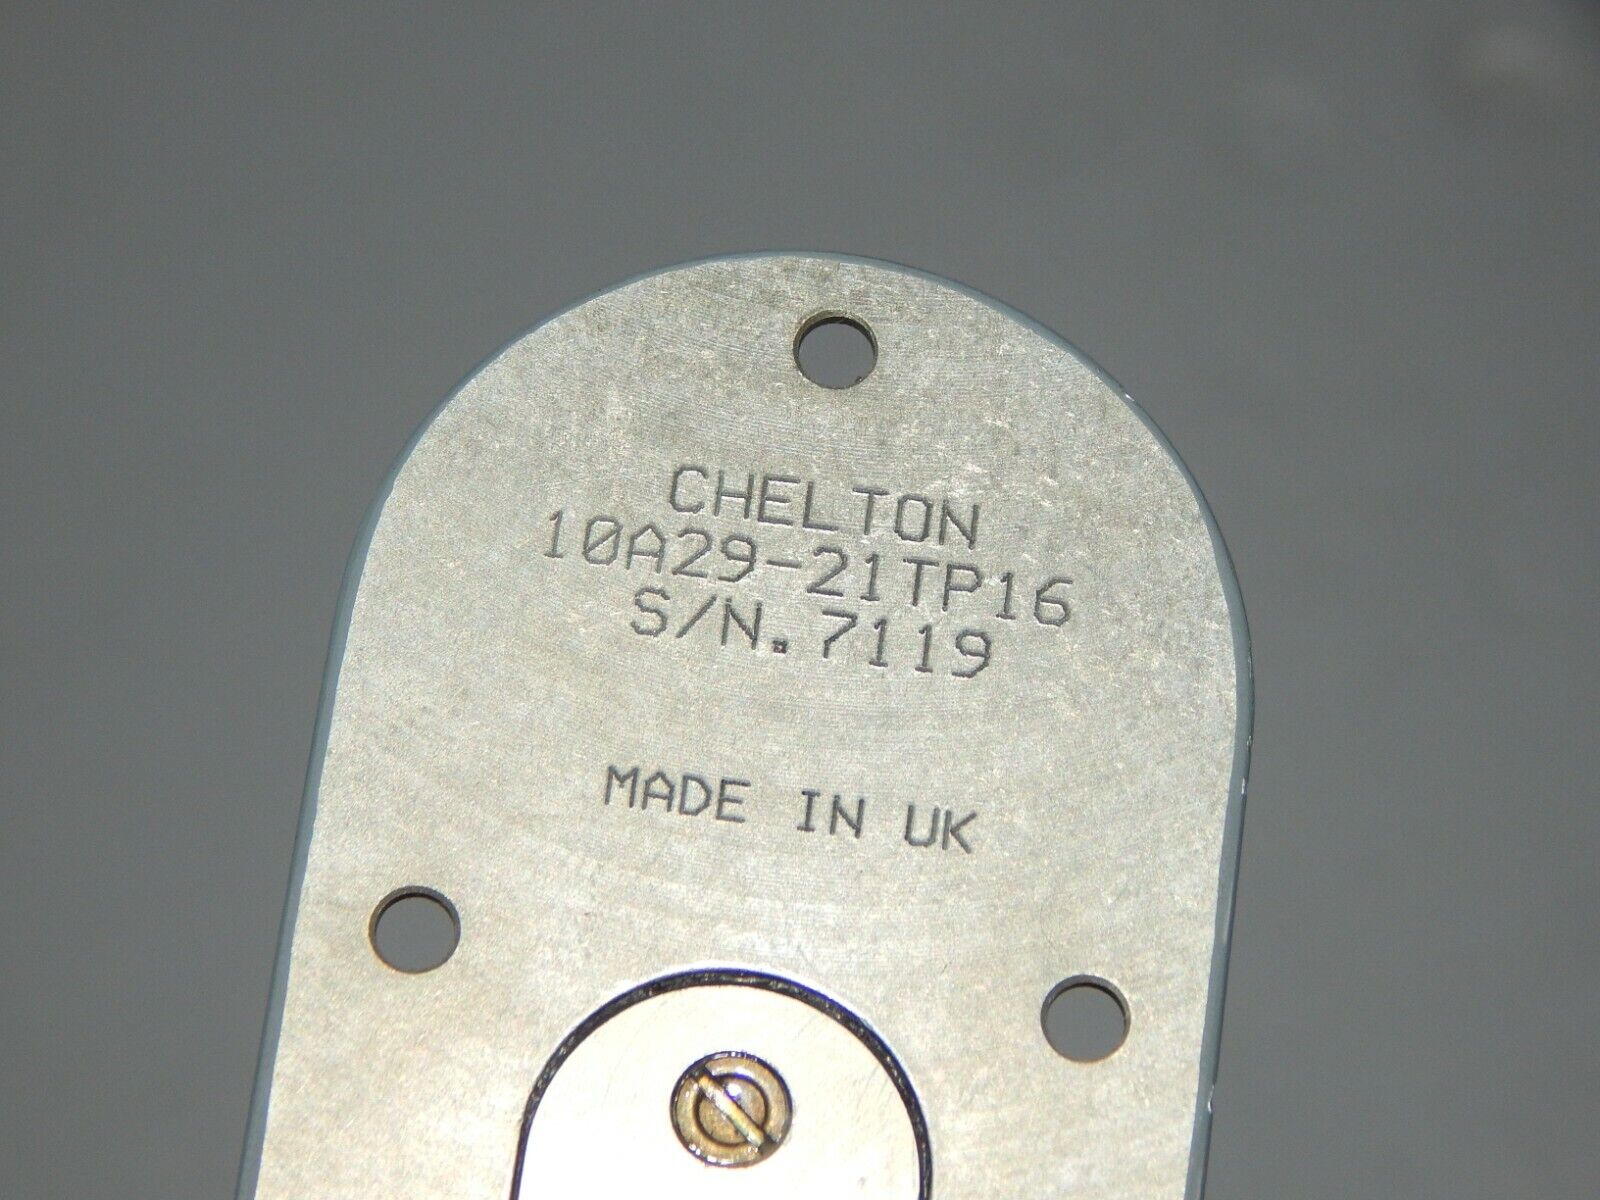 CHELTON
10A29-21TP16
S/N. 7119
MADE IN UK